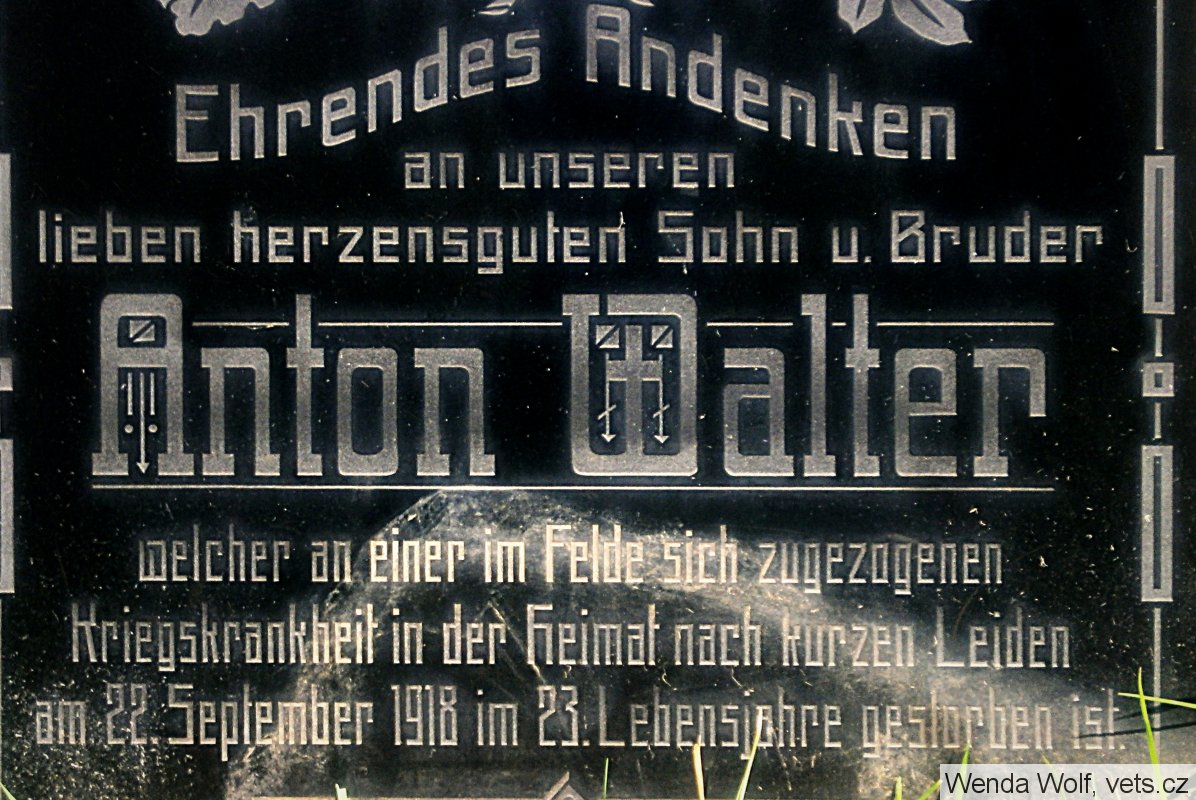 Ehrendes Andenken
an unseren
lieben herzensguten Sohn u. Bruder
Anton Walter
welcher an einer im Felde sich zugezogenen
Kriegskrankheit in der Heimat nach kurzen Leiden
am 22. September 1918 im 23. Lebensjahre gestorben ist.
Wenda Wolf, vets.cz